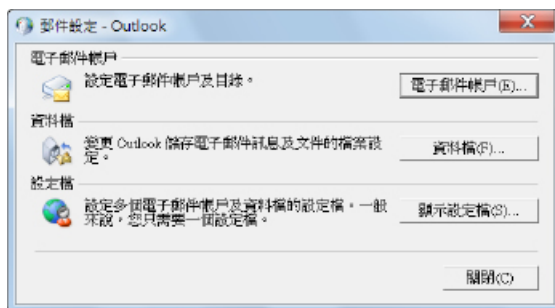 郵件設定 - Outlook
電子郵件帳戶
設定電子郵件帳戶及目錄。
電子郵件帳戶(E)...
資料檔
變更 Outlook 儲存電子郵件訊息及文件的檔案設
定。
資料檔(F)...
設定檔
設定多個電子郵件帳戶及資料檔的設定檔。一般
來說，您只需要一個設定檔。
顯示設定檔(S)...
關閉(C)